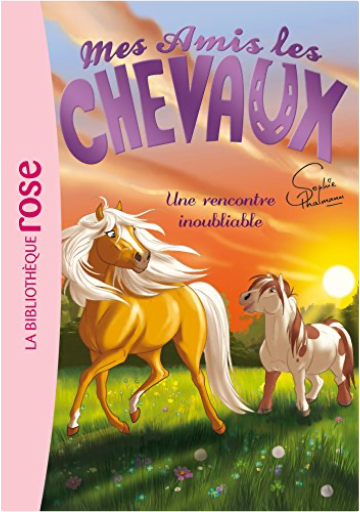 Mes Amis les
CHEVAUX
Une rencontre
inoubliable
Sophie
Thalmann
LA BIBLIOTHÈQUE rose